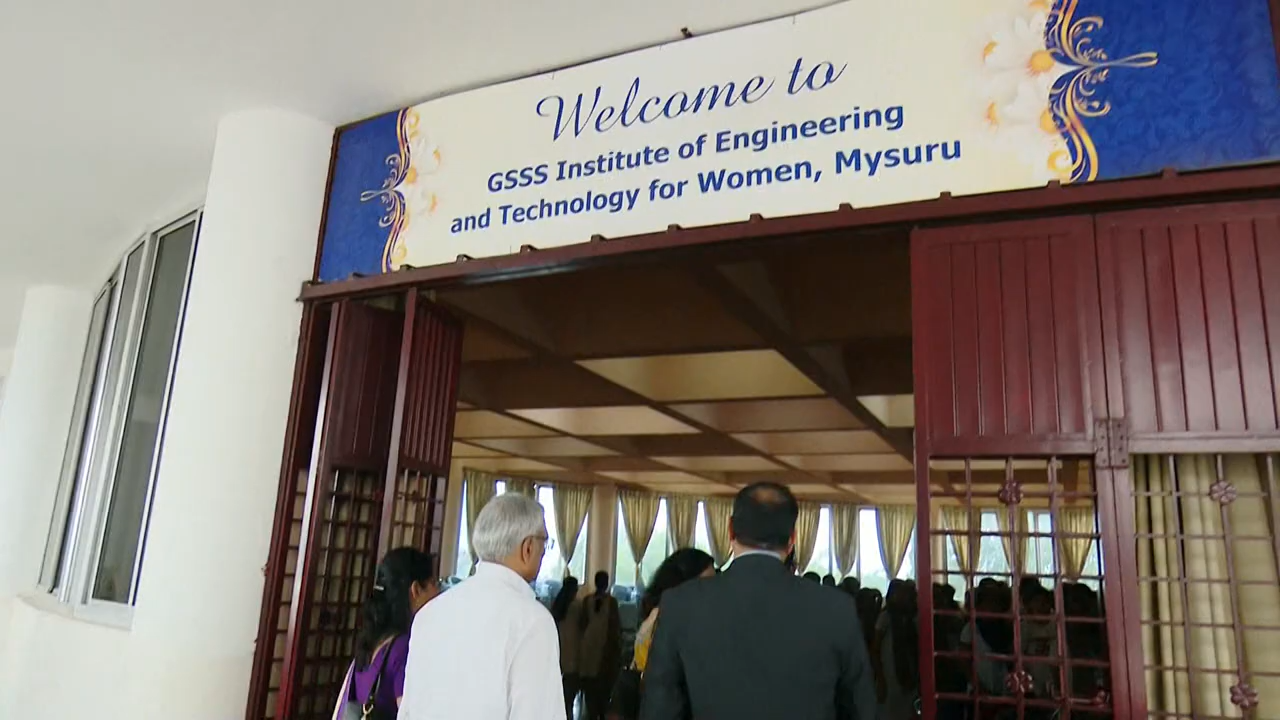 Welcome to
GSSS Institute of Engineering
and Technology for Women, Mysuru